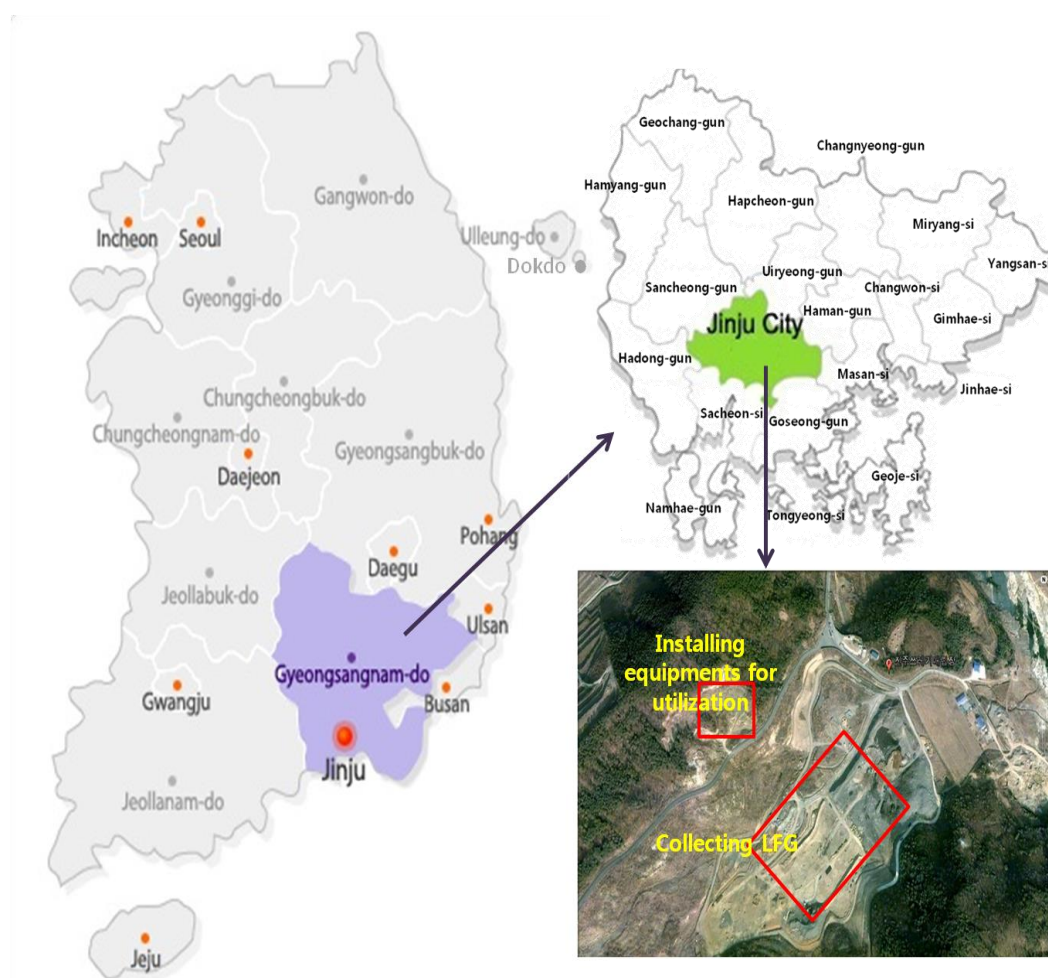 Gangwon-do
Incheon
Seoul
Ulleung-do
Dokdo
Gyeonggi-do
Chungcheongbuk-do
Chungcheongnam-do
Gyeongsangbuk-do
Daejeon
Pohang
Daegu
Jeollabuk-do
Ulsan
Gyeongsangnam-do
Gwangju
Busan
Jinju
Jeollanam-do
Jeju
Geochang-gun
Changnyeong-gun
Hamyang-gun
Hapcheon-gun
Miryang-si
Yangsan-si
Uiryeong-gun
Sancheong-gun
Changwon-si
Haman-gun
Gimhae-si
Jinju City
Hadong-gun
Masan-si
Jinhae-si
Sacheon-si
Goseong-gun
Geoje-si
Namhae-gun
Tongyeong-si
Installing
equipments for
utilization
Collecting LFG